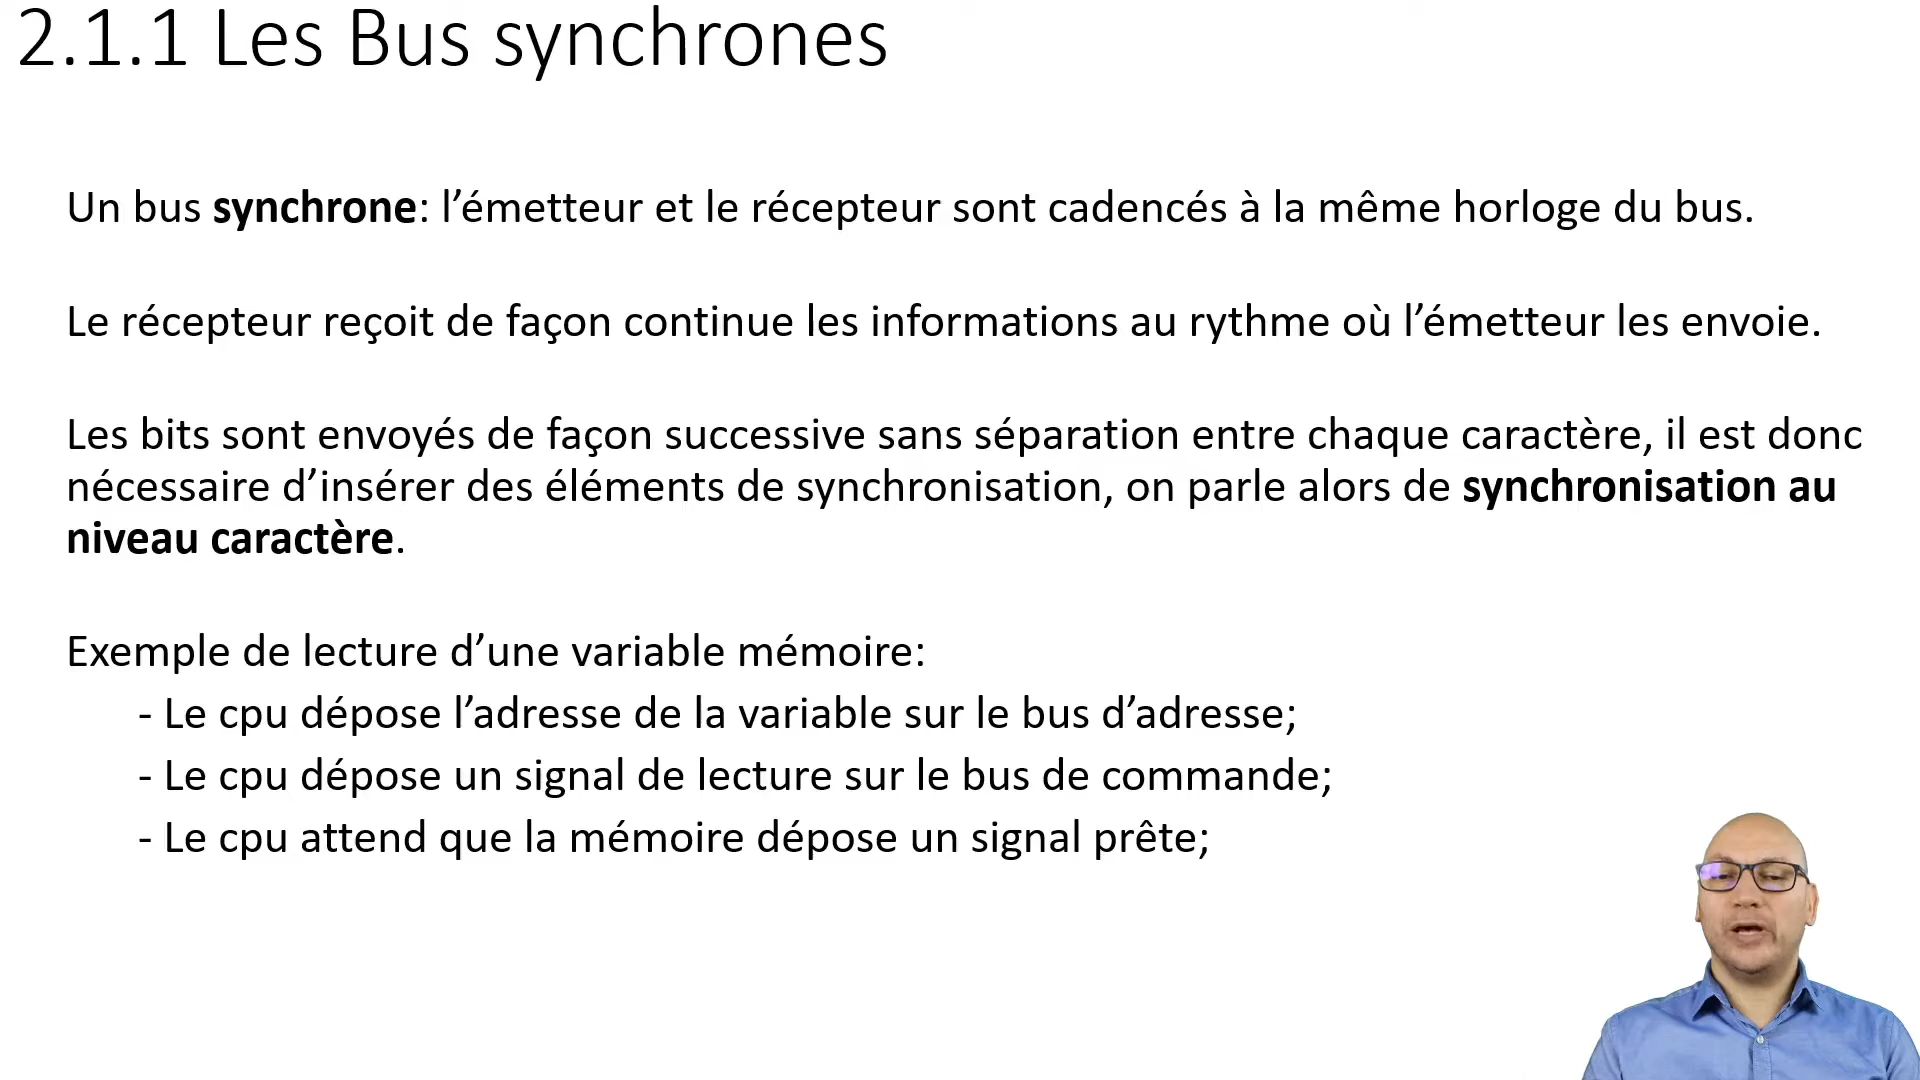 2.1.1 Les Bus synchrones
Un bus synchrone: l’émetteur et le récepteur sont cadencés à la même horloge du bus.
Le récepteur reçoit de façon continue les informations au rythme où l’émetteur les envoie.
Les bits sont envoyés de façon successive sans séparation entre chaque caractère, il est donc
nécessaire d’insérer des éléments de synchronisation, on parle alors de synchronisation au
niveau caractère.
Exemple de lecture d’une variable mémoire:
- Le cpu dépose l’adresse de la variable sur le bus d’adresse;
- Le cpu dépose un signal de lecture sur le bus de commande;
- Le cpu attend que la mémoire dépose un signal prête;